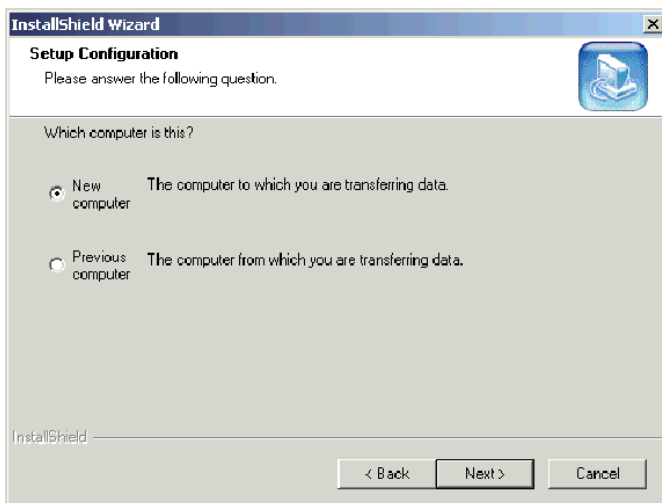 InstallShield Wizard
Setup Configuration
Please answer the following question.
Which computer is this?
New computer
The computer to which you are transferring data.
Previous computer
The computer from which you are transferring data.
InstallShield
< Back
Next >
Cancel